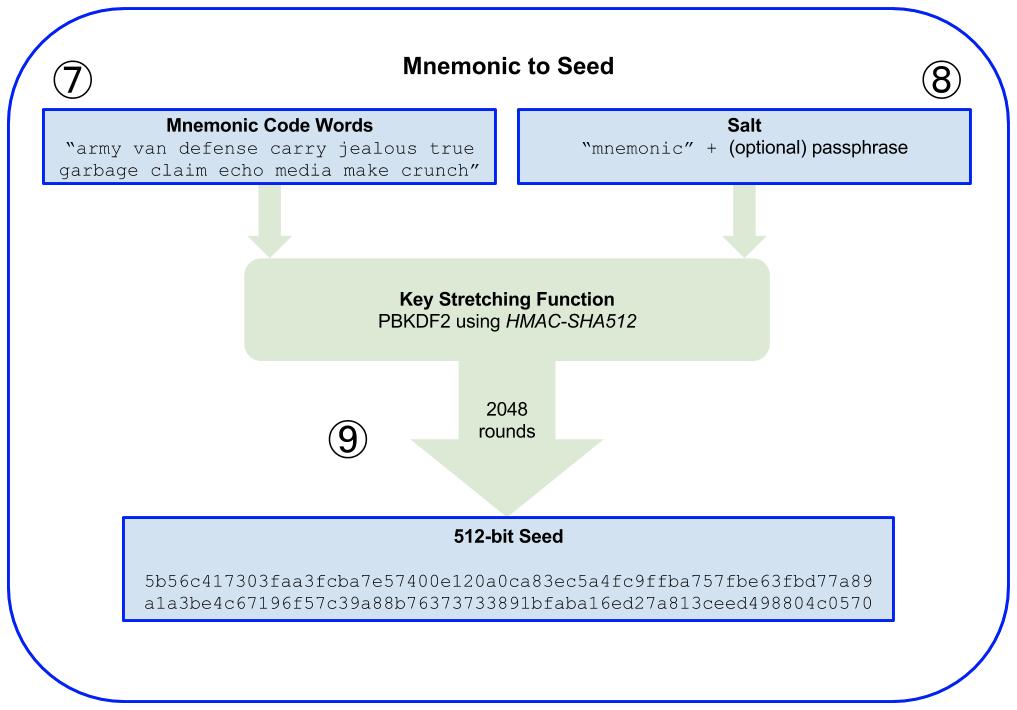 Mnemonic to Seed
⑦
⑧
Mnemonic Code Words
“army van defense carry jealous true
garbage claim echo media make crunch”
Salt
“mnemonic” + (optional) passphrase
Key Stretching Function
PBKDF2 using HMAC-SHA512
2048
rounds
⑨
512-bit Seed
5b56c417303faa3fcba7e57400e120a0ca83ec5a4fc9ffba757fbe63fbd77a89
a1a3be4c67196f57c39a88b76373733891bfaba16ed27a813ceed498804c0570